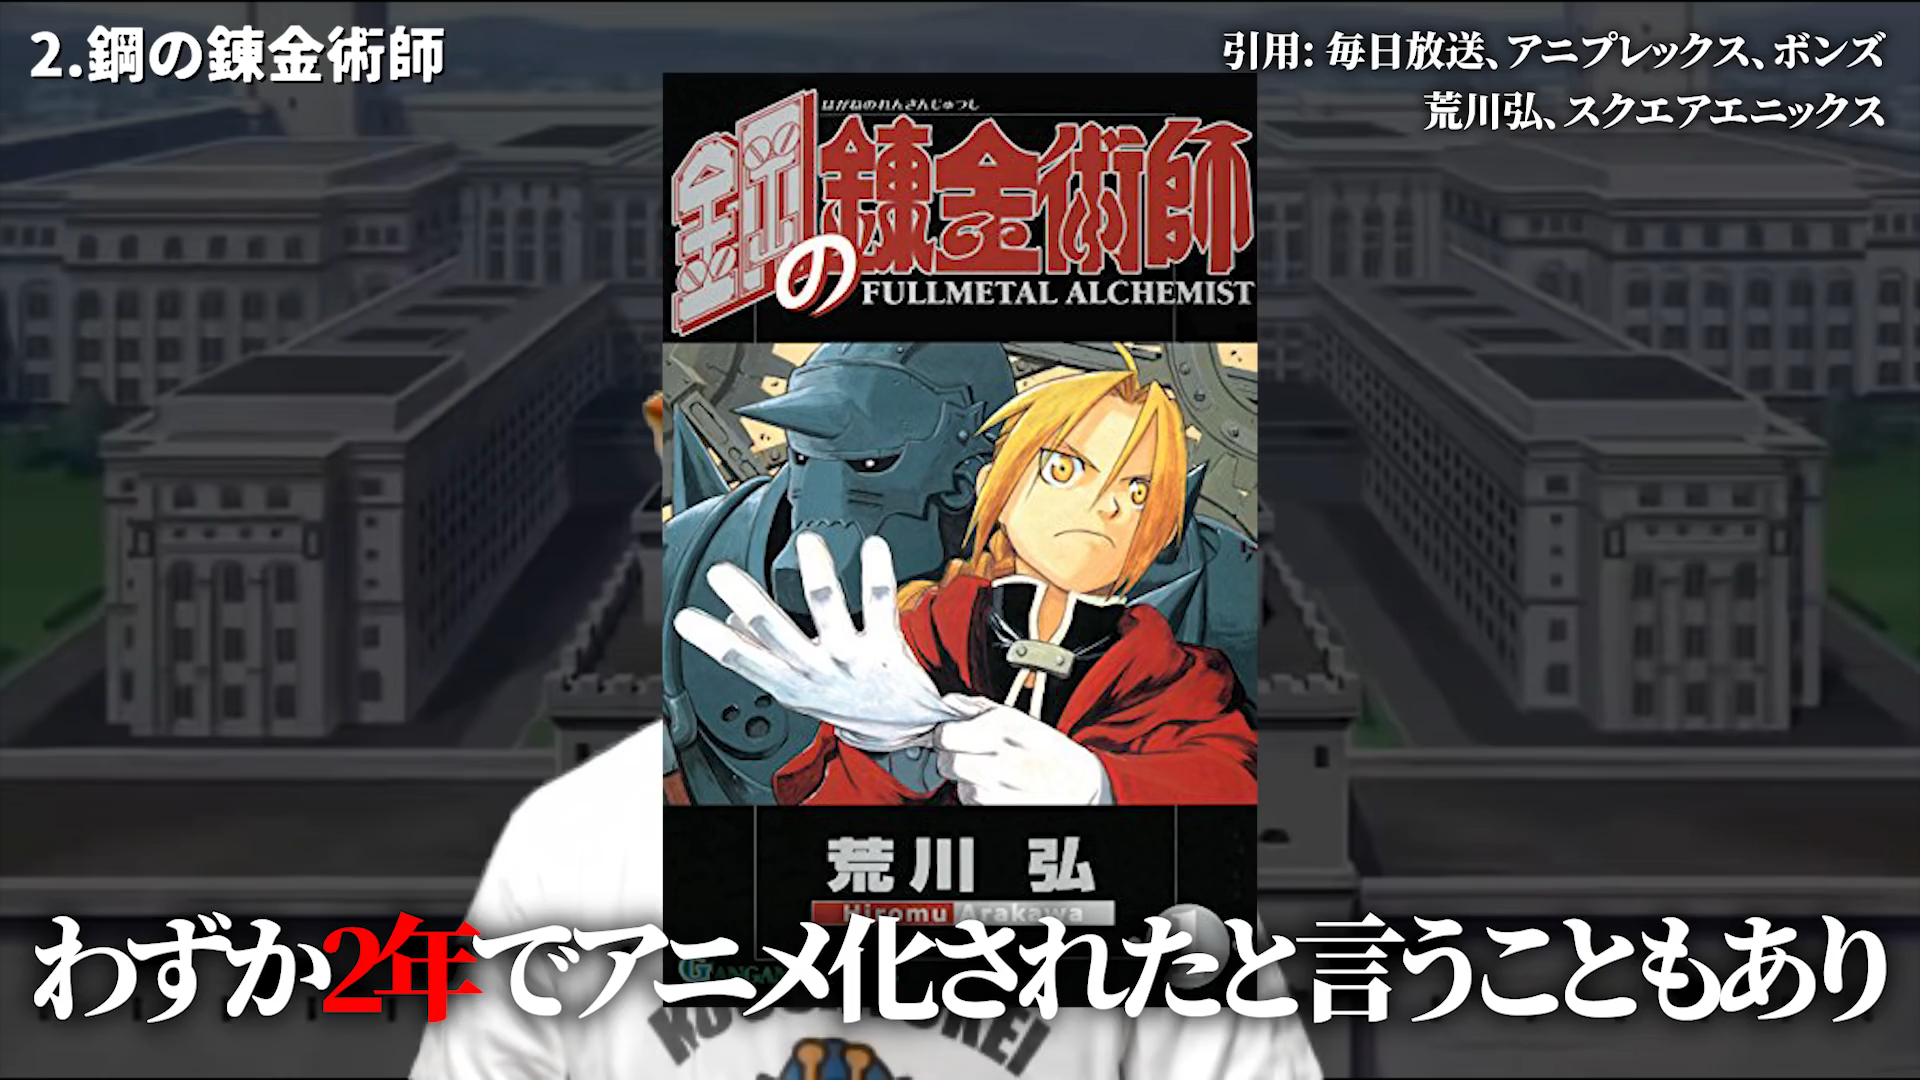 2.鋼の錬金術師
引用: 毎日放送、アニプレックス、ボンズ
荒川弘、スクエアエニックス
はがねのれんきんじゅつし
鋼の錬金術師
FULLMETAL ALCHEMIST
荒川 弘
Hiromu Arakawa
1
わずか2年でアニメ化されたと言うこともあり